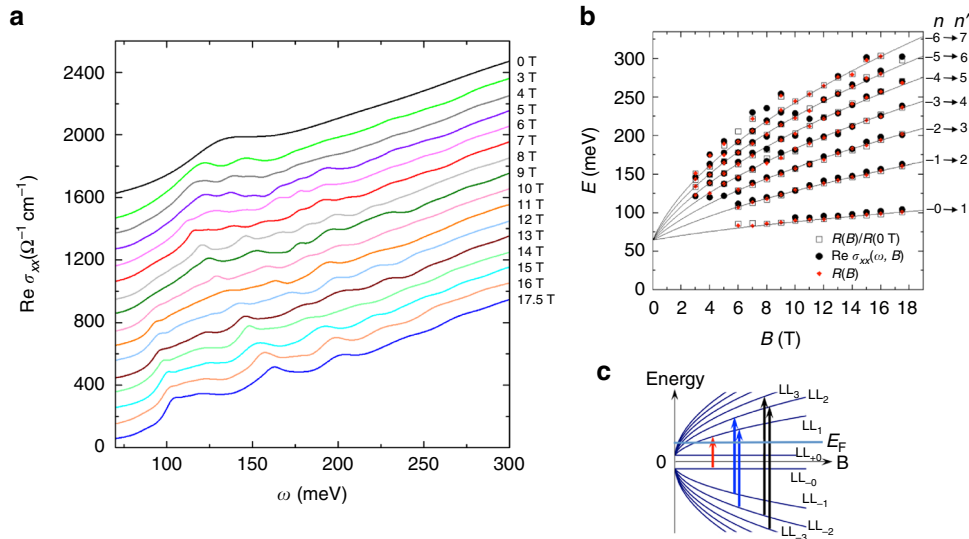 a
Re σxx(Ω⁻¹ cm⁻¹)
2400
2000
1600
1200
800
400
0
100
150
200
250
300
ω (meV)
0 T
3 T
4 T
5 T
6 T
7 T
8 T
9 T
10 T
11 T
12 T
13 T
14 T
15 T
16 T
17.5 T
b
E (meV)
300
250
200
150
100
50
0
0
2
4
6
8
10
12
14
16
18
B (T)
n n'
–6→7
–5→6
–4→5
–3→4
–2→3
–1→2
–0→1
R(B)/R(0 T)
Re σxx(ω, B)
R(B)
c
Energy
LL3
LL2
LL1
EF
LL+0
0
B
LL–0
LL–1
LL–2
LL–3